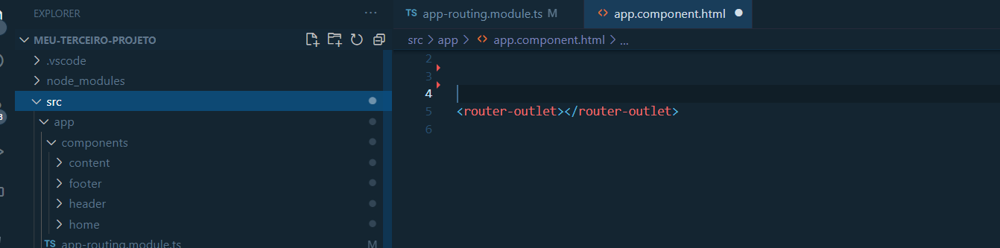 EXPLORER ...
TS app-routing.module.ts M
<> app.component.html
MEU-TERCEIRO-PROJETO
src > app > <> app.component.html > ...
.vscode
node_modules
src
app
components
content
footer
header
home
TS app-routing.module.ts M
2
3
4
5 <router-outlet></router-outlet>
6